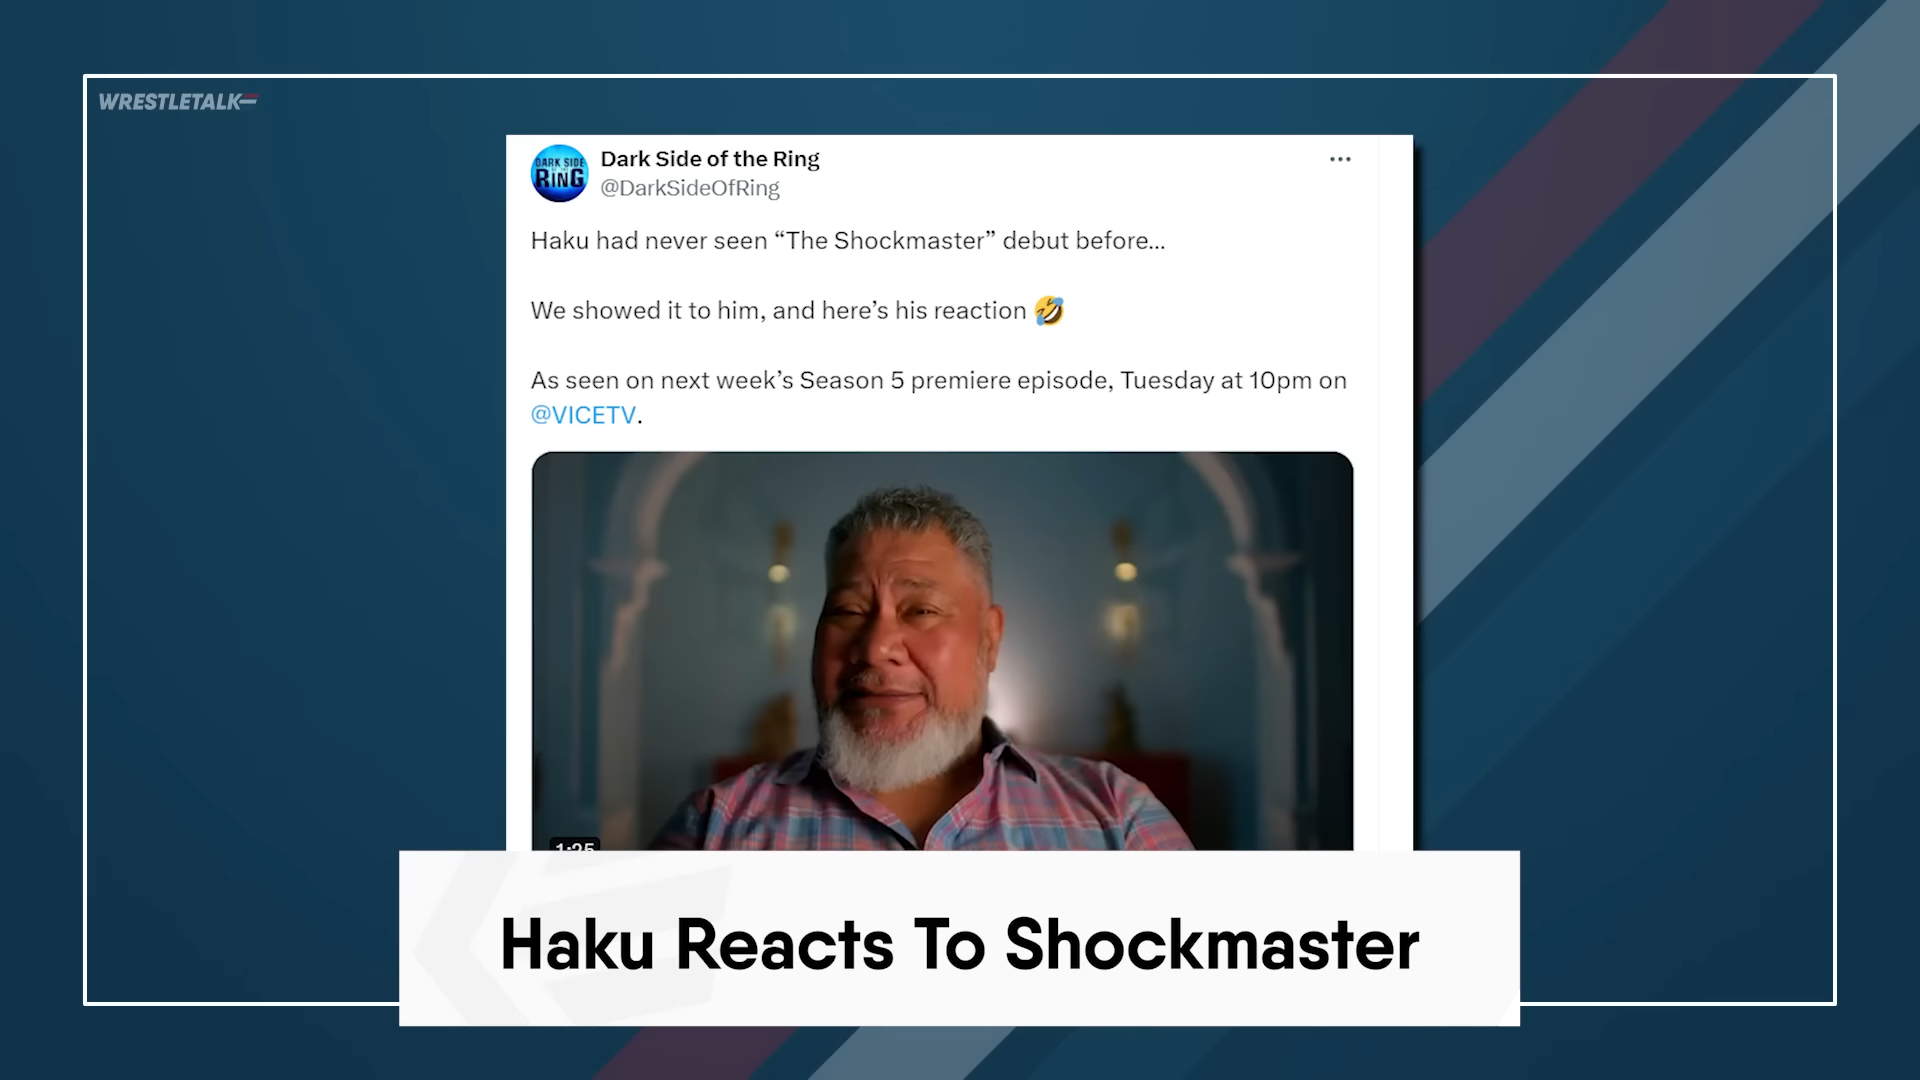 WRESTLETALK
DARK SIDE
RING
Dark Side of the Ring
@DarkSideOfRing
Haku had never seen “The Shockmaster” debut before...
We showed it to him, and here’s his reaction 🤣
As seen on next week’s Season 5 premiere episode, Tuesday at 10pm on
@VICETV.
1:25
Haku Reacts To Shockmaster